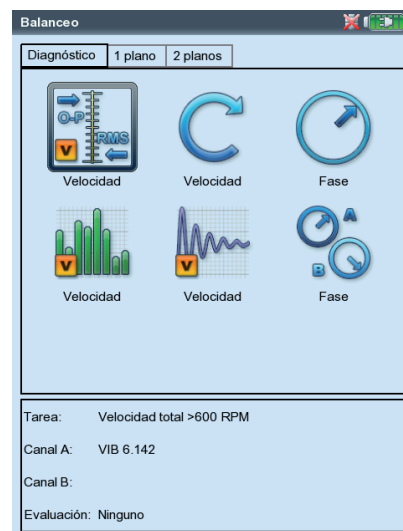 Balanceo
Diagnóstico 1 plano 2 planos
O-P
RMS
V
Velocidad Velocidad Fase
V V A
B
Velocidad Velocidad Fase
Tarea: Velocidad total >600 RPM
Canal A: VIB 6.142
Canal B:
Evaluación: Ninguno